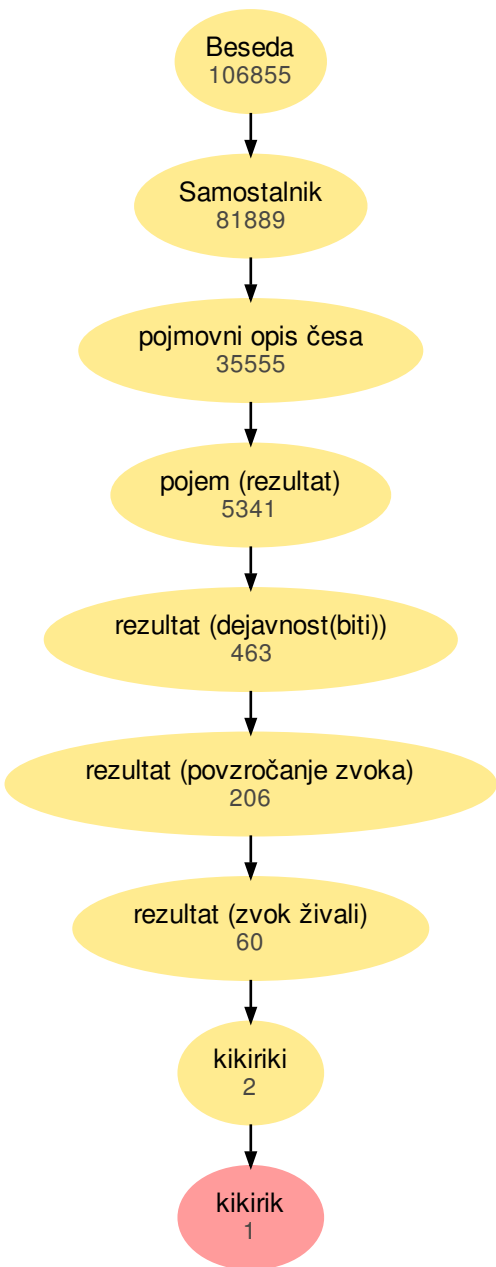 Beseda
106855
Samostalnik
81889
pojmovni opis česa
35555
pojem (rezultat)
5341
rezultat (dejavnost(biti))
463
rezultat (povzročanje zvoka)
206
rezultat (zvok živali)
60
kikiriki
2
kikirik
1